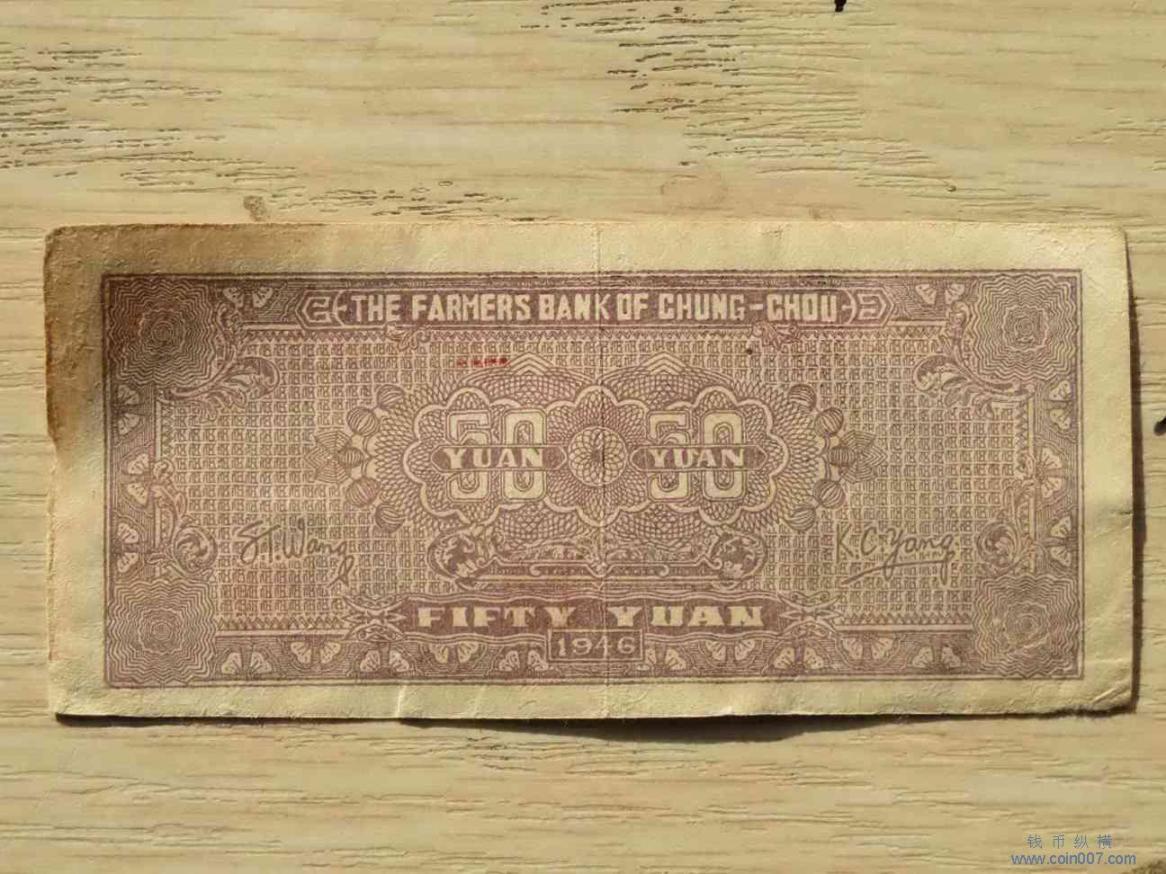 THE FARMERS BANK OF CHUNG-CHOU
50 50
YUAN YUAN
S.T.Wang K.C.Yang
FIFTY YUAN
1946
钱币纵横
www.coin007.com